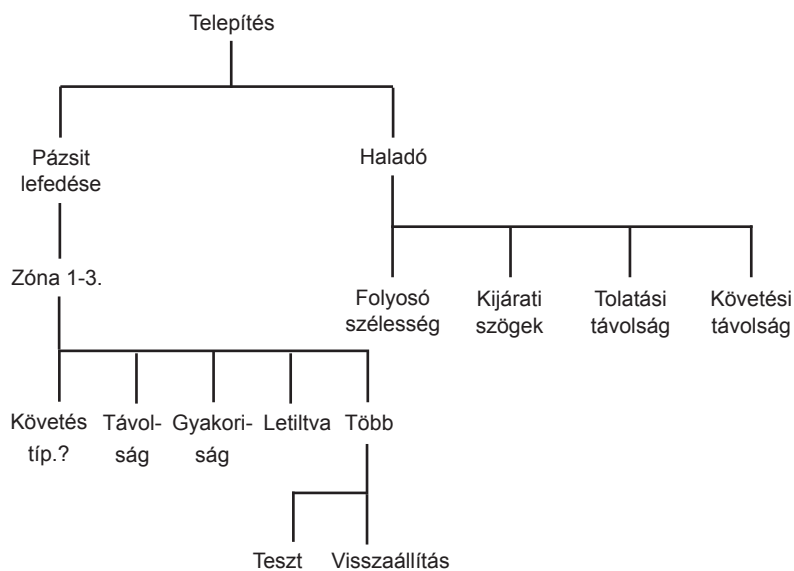 Telepítés
Pázsit
lefedése
Haladó
Zóna 1-3.
Folyosó
szélesség
Kijárati
szögek
Tolatási
távolság
Követési
távolság
Követés
típ.?
Távol-
ság
Gyakori-
ság
Letiltva
Több
Teszt
Visszaállítás